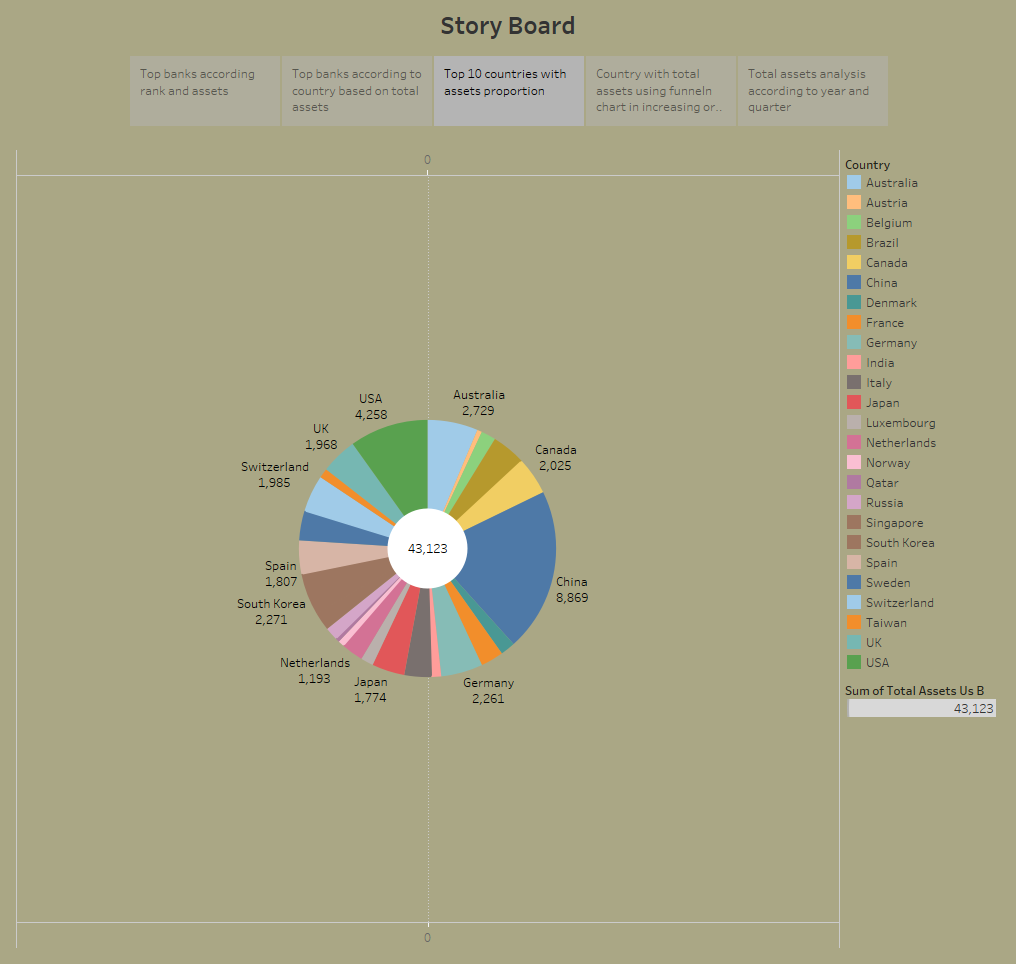 Story Board
Top banks according
rank and assets
Top banks according to
country based on total
assets
Top 10 countries with
assets proportion
Country with total
assets using funneln
chart in increasing or..
Total assets analysis
according to year and
quarter
0
USA
4,258
Australia
2,729
UK
1,968
Canada
2,025
Switzerland
1,985
43,123
Spain
1,807
China
8,869
South Korea
2,271
Netherlands
1,193
Japan
1,774
Germany
2,261
0
Country
Australia
Austria
Belgium
Brazil
Canada
China
Denmark
France
Germany
India
Italy
Japan
Luxembourg
Netherlands
Norway
Qatar
Russia
Singapore
South Korea
Spain
Sweden
Switzerland
Taiwan
UK
USA
Sum of Total Assets Us B
43,123